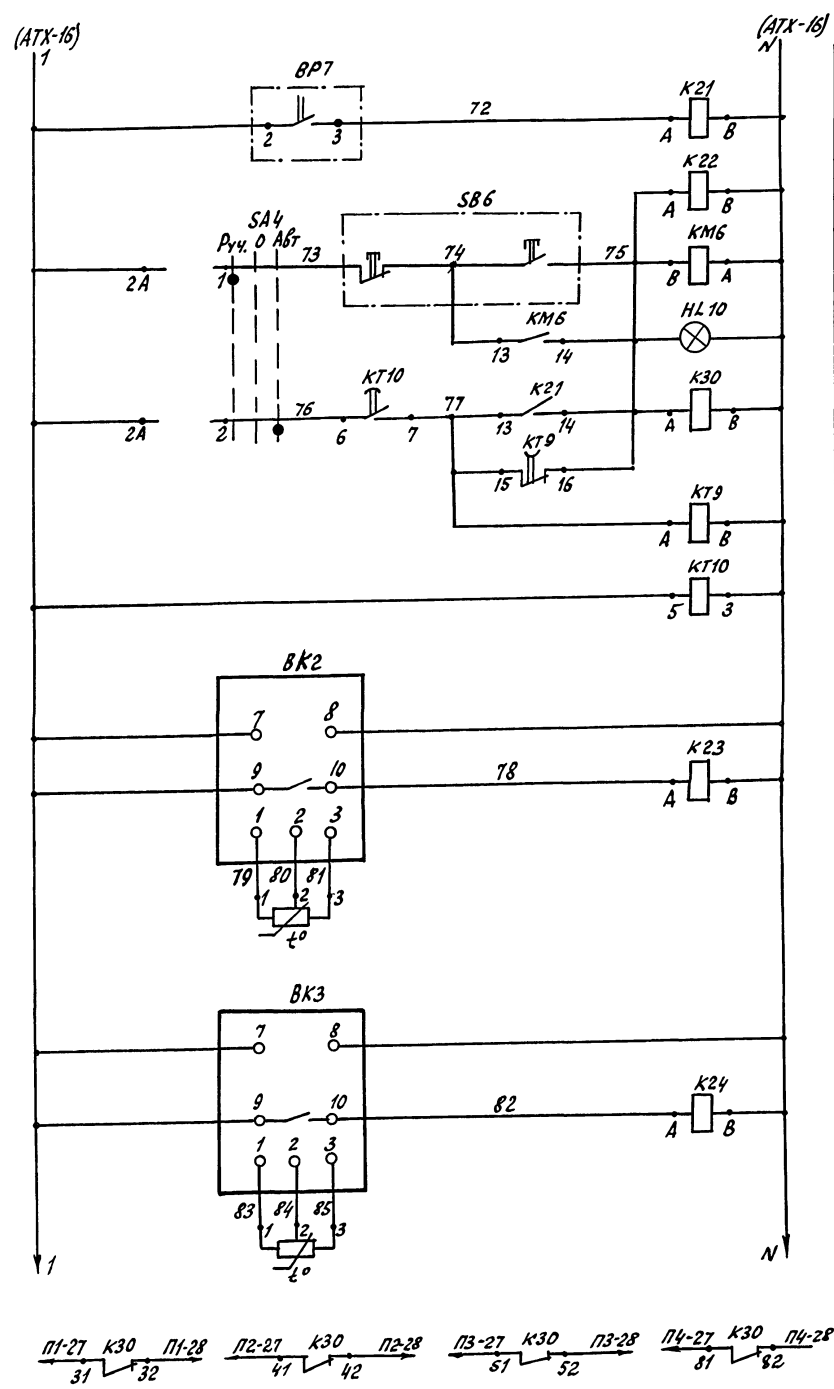 (АТХ-16) (АТХ-16)
1 N
ВР7
2 3 72 К21
А В
К22
А В
SB6
SA4
Руч. О Авт
2А 1 73 74 75 КМ6
В А
КМ6 HL10
13 14
КТ10 К21 К30
2А 2 76 6 7 77 13 14 А В
КТ9
15 16
КТ9
А В
КТ10
5 3
ВК2
7 8
9 10 78 К23
А В
1 2 3
79 80 81
1 2 3
t°
ВК3
7 8
9 10 82 К24
А В
1 2 3
83 84 85
1 2 3
t°
1 N
П1-27 К30 П1-28 П2-27 К30 П2-28 П3-27 К30 П3-28 П4-27 К30 П4-28
31 32 41 42 51 52 81 82